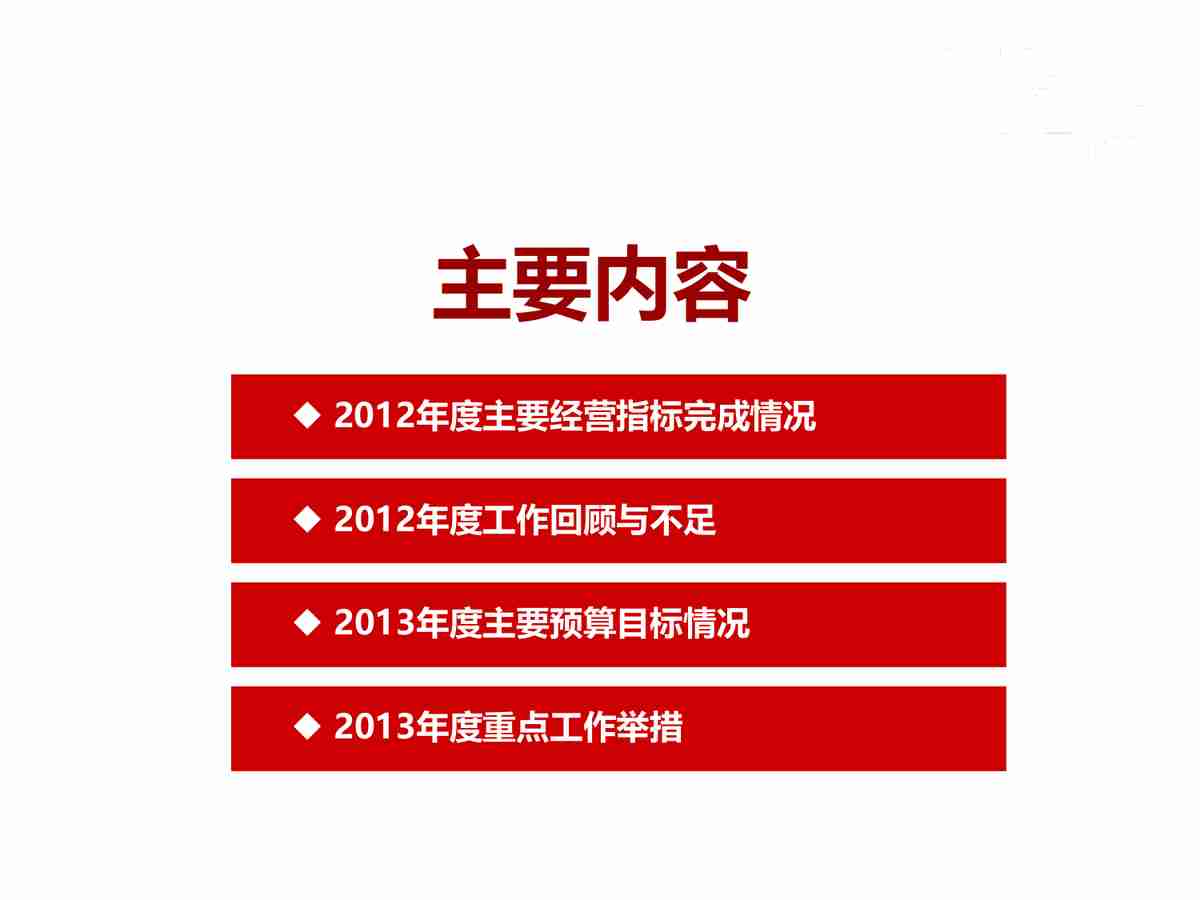 主要内容
◆ 2012年度主要经营指标完成情况
◆ 2012年度工作回顾与不足
◆ 2013年度主要预算目标情况
◆ 2013年度重点工作举措